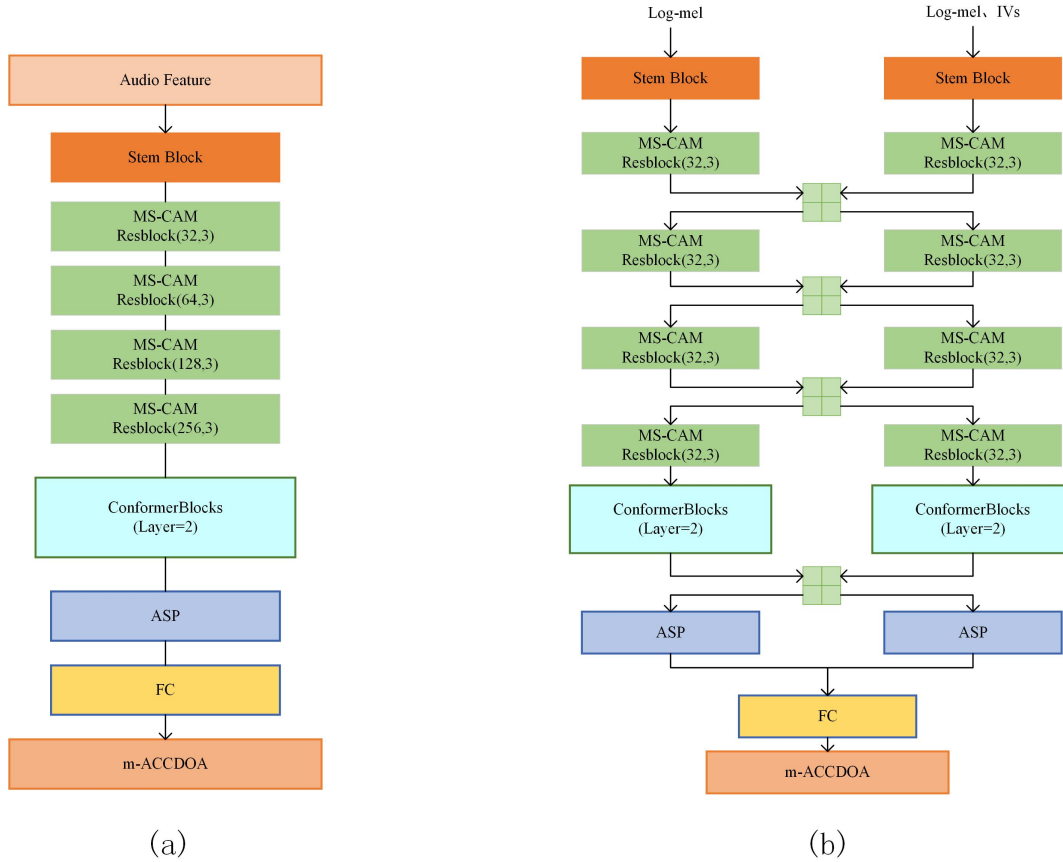 Audio Feature
Stem Block
MS-CAM
Resblock(32,3)
MS-CAM
Resblock(64,3)
MS-CAM
Resblock(128,3)
MS-CAM
Resblock(256,3)
ConformerBlocks
(Layer=2)
ASP
FC
m-ACCDOA
(a)
Log-mel
Log-mel、IVs
Stem Block
Stem Block
MS-CAM
Resblock(32,3)
MS-CAM
Resblock(32,3)
MS-CAM
Resblock(32,3)
MS-CAM
Resblock(32,3)
MS-CAM
Resblock(32,3)
MS-CAM
Resblock(32,3)
MS-CAM
Resblock(32,3)
MS-CAM
Resblock(32,3)
ConformerBlocks
(Layer=2)
ConformerBlocks
(Layer=2)
ASP
ASP
FC
m-ACCDOA
(b)